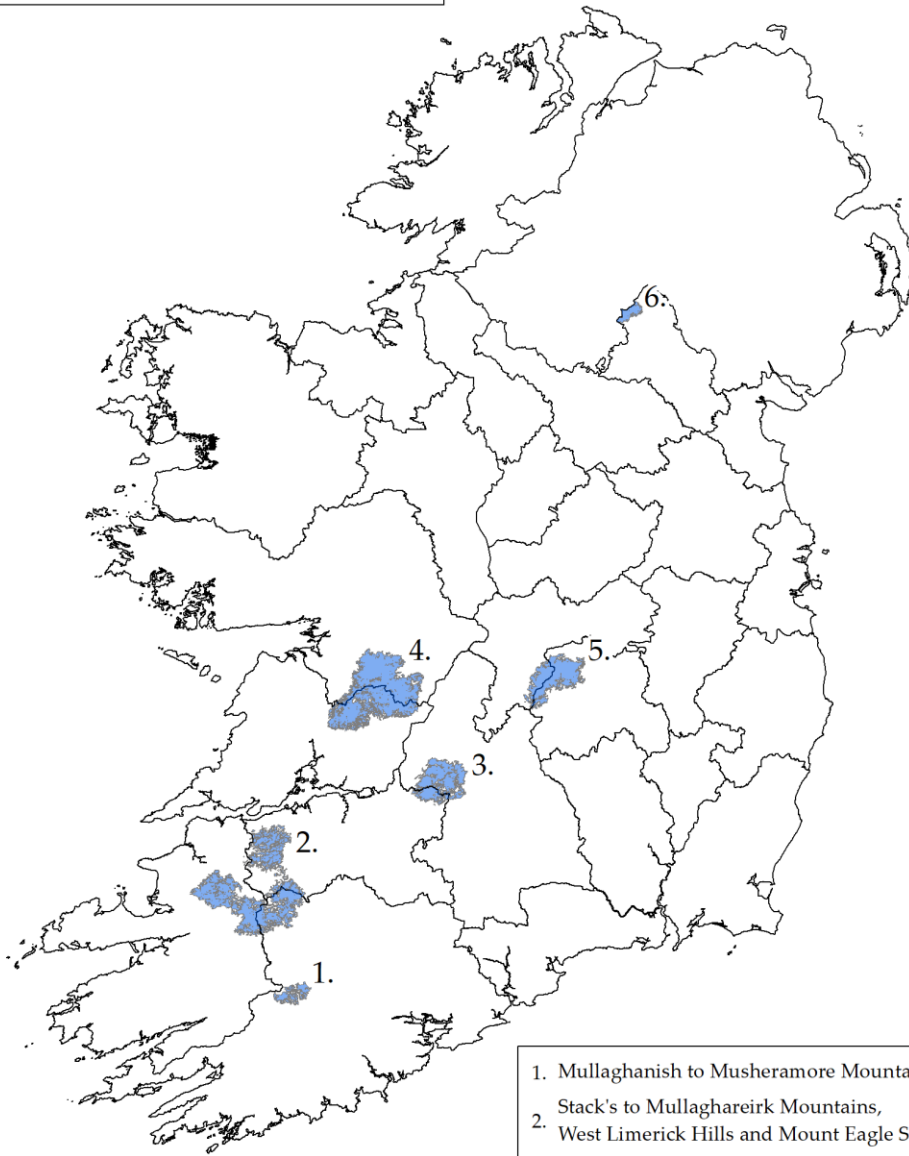 6.
4.
5.
3.
2.
1.
1. Mullaghanish to Musheramore
Stack's to Mullaghareirk Mountains,
2.
West Limerick Hills and Mount Eagle